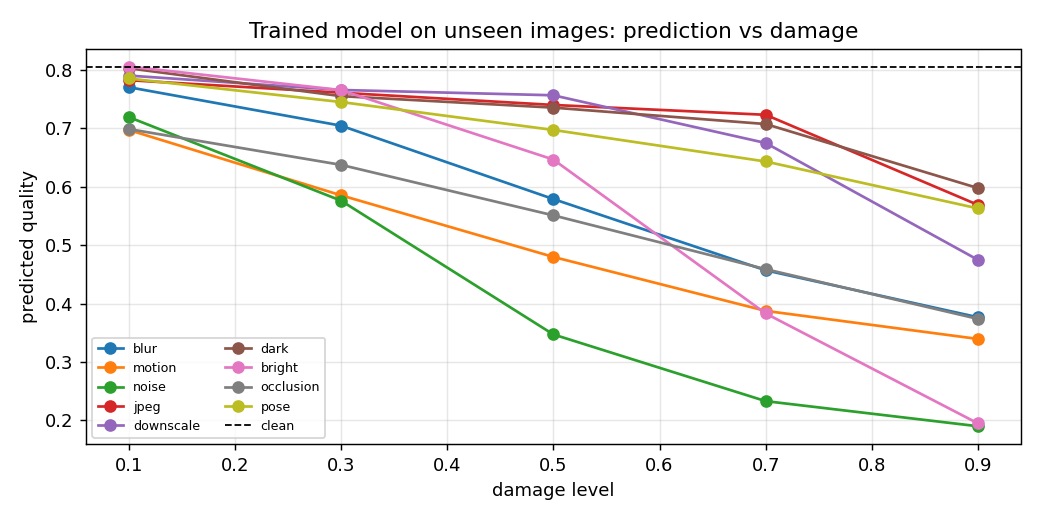 Trained model on unseen images: prediction vs damage
predicted quality
0.8
0.7
0.6
0.5
0.4
0.3
0.2
blur
motion
noise
jpeg
downscale
dark
bright
occlusion
pose
clean
0.1 0.2 0.3 0.4 0.5 0.6 0.7 0.8 0.9
damage level